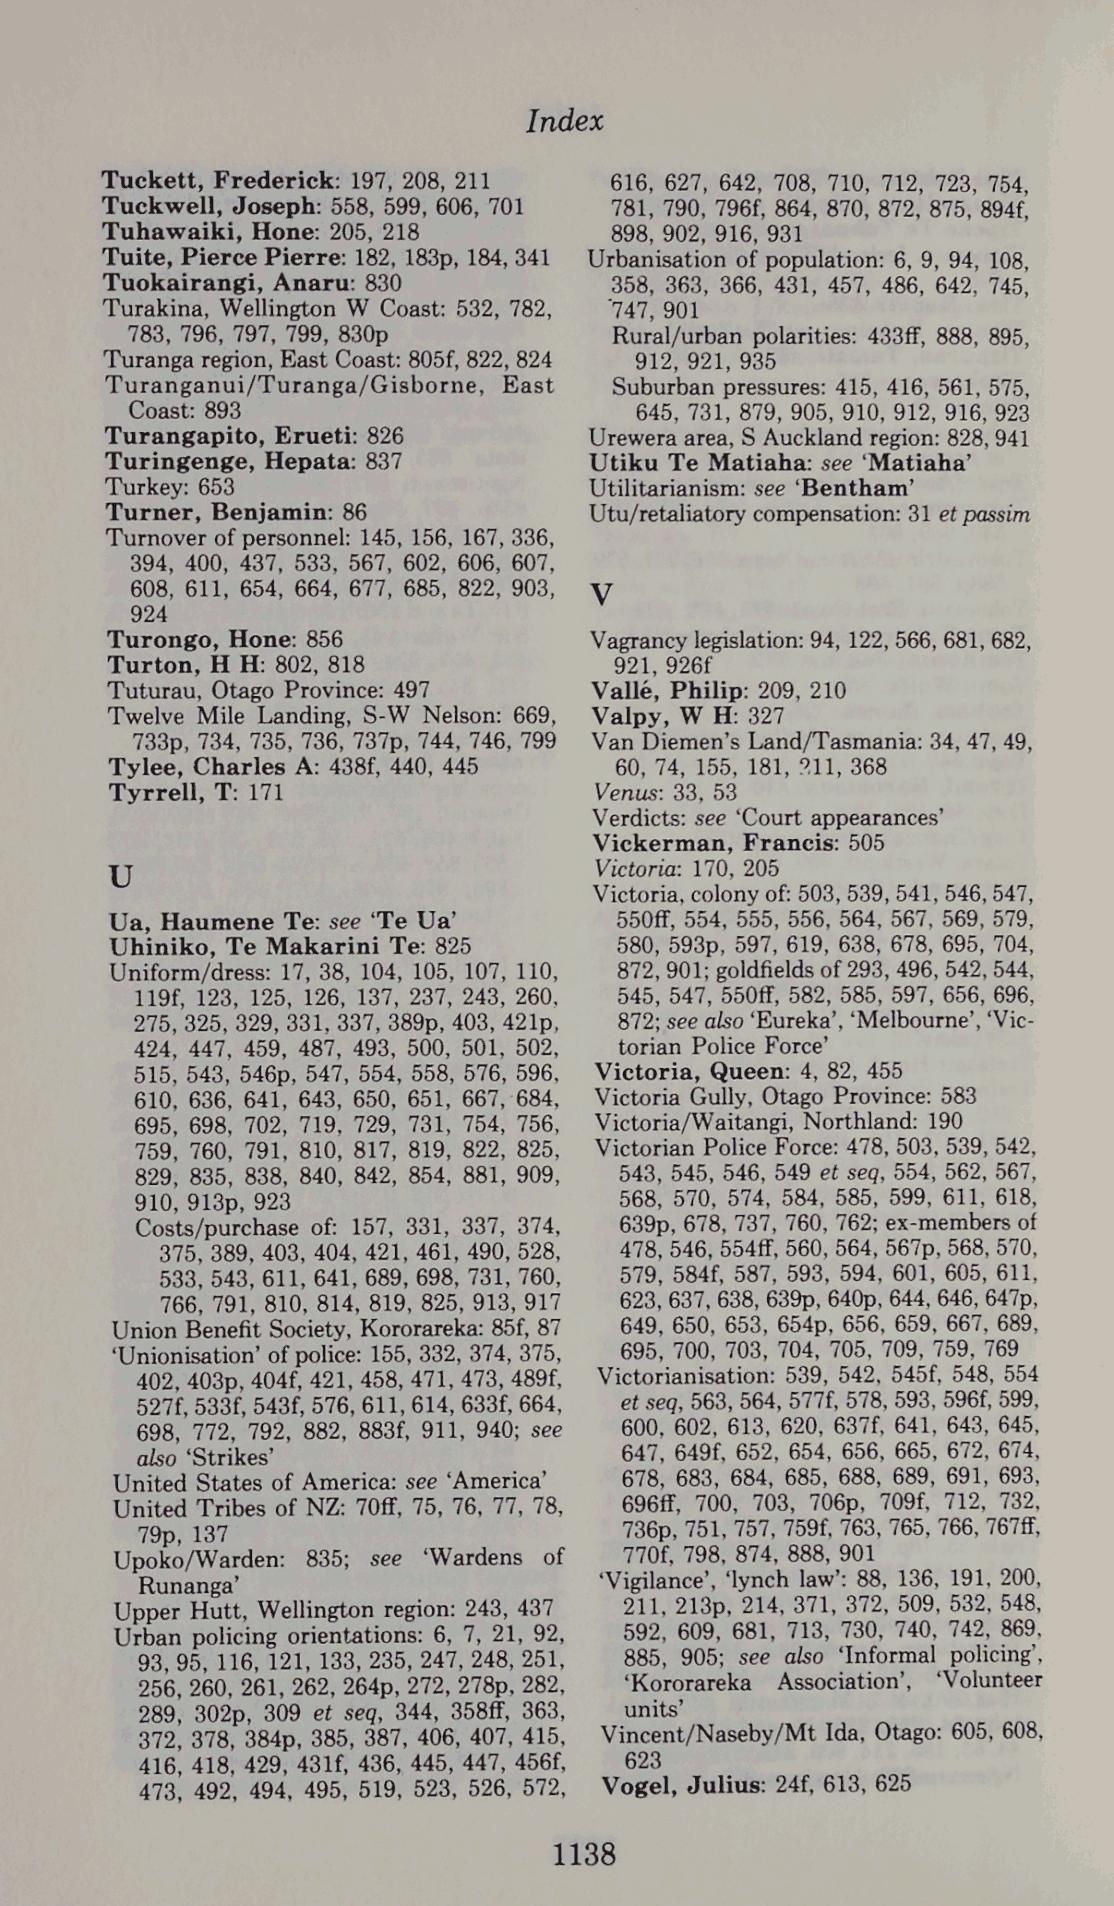 Index
Tuckett, Frederick: 197, 208, 211
Tuckwell, Joseph: 558, 599, 606, 701
Tuhawaiki, Hone: 205, 218
Tuite, Pierce Pierre: 182, 183p, 184, 341
Tuokairangi, Anaru: 830
Turakina, Wellington W Coast: 532, 782,
783, 796, 797, 799, 830p
Turanga region, East Coast: 805f, 822, 824
Turanganui/Turanga/Gisborne, East
Coast: 893
Turangapito, Erueti: 826
Turingenge, Hepata: 837
Turkey: 653
Turner, Benjamin: 86
Turnover of personnel: 145, 156, 167, 336,
394, 400, 437, 533, 567, 602, 606, 607,
608, 611, 654, 664, 677, 685, 822, 903,
924
Turongo, Hone: 856
Turton, H H: 802, 818
Tuturau, Otago Province: 497
Twelve Mile Landing, S-W Nelson: 669,
733p, 734, 735, 736, 737p, 744, 746, 799
Tylee, Charles A: 438f, 440, 445
Tyrrell, T: 171
U
Ua, Haumene Te: see ‘Te Ua’
Uhiniko, Te Makarini Te: 825
Uniform/dress: 17, 38, 104, 105, 107, 110,
119f, 123, 125, 126, 137, 237, 243, 260,
275, 325, 329, 331, 337, 389p, 403, 421p,
424, 447, 459, 487, 493, 500, 501, 502,
515, 543, 546p, 547, 554, 558, 576, 596,
610, 636, 641, 643, 650, 651, 667, 684,
695, 698, 702, 719, 729, 731, 754, 756,
759, 760, 791, 810, 817, 819, 822, 825,
829, 835, 838, 840, 842, 854, 881, 909,
910, 913p, 923
Costs/purchase of: 157, 331, 337, 374,
375, 389, 403, 404, 421, 461, 490, 528,
533, 543, 611, 641, 689, 698, 731, 760,
766, 791, 810, 814, 819, 825, 913, 917
Union Benefit Society, Kororareka: 85f, 87
‘Unionisation’ of police: 155, 332, 374, 375,
402, 403p, 404f, 421, 458, 471, 473, 489f,
527f, 533f, 543f, 576, 611, 614, 633f, 664,
698, 772, 792, 882, 883f, 911, 940; see
also ‘Strikes’
United States of America: see ‘America’
United Tribes of NZ: 70ff, 75, 76, 77, 78,
79p, 137
Upoko/Warden: 835; see ‘Wardens of
Runanga’
Upper Hutt, Wellington region: 243, 437
Urban policing orientations: 6, 7, 21, 92,
93, 95, 116, 121, 133, 235, 247, 248, 251,
256, 260, 261, 262, 264p, 272, 278p, 282,
289, 302p, 309 et seq, 344, 358ff, 363,
372, 378, 384p, 385, 387, 406, 407, 415,
416, 418, 429, 431f, 436, 445, 447, 456f,
473, 492, 494, 495, 519, 523, 526, 572,
616, 627, 642, 708, 710, 712, 723, 754,
781, 790, 796f, 864, 870, 872, 875, 894f,
898, 902, 916, 931
Urbanisation of population: 6, 9, 94, 108,
358, 363, 366, 431, 457, 486, 642, 745,
747, 901
Rural/urban polarities: 433ff, 888, 895,
912, 921, 935
Suburban pressures: 415, 416, 561, 575,
645, 731, 879, 905, 910, 912, 916, 923
Urewera area, S Auckland region: 828, 941
Utiku Te Matiaha: see ‘Matiaha’
Utilitarianism: see ‘Bentham’
Utu/retaliatory compensation: 31 et passim
V
Vagrancy legislation: 94, 122, 566, 681, 682,
921, 926f
Vallé, Philip: 209, 210
Valpy, W H: 327
Van Diemen’s Land/Tasmania: 34, 47, 49,
60, 74, 155, 181, 211, 368
Venus: 33, 53
Verdicts: see ‘Court appearances’
Vickerman, Francis: 505
Victoria: 170, 205
Victoria, colony of: 503, 539, 541, 546, 547,
550ff, 554, 555, 556, 564, 567, 569, 579,
580, 593p, 597, 619, 638, 678, 695, 704,
872, 901; goldfields of 293, 496, 542, 544,
545, 547, 550ff, 582, 585, 597, 656, 696,
872; see also ‘Eureka’, ‘Melbourne’, ‘Vic-
torian Police Force’
Victoria, Queen: 4, 82, 455
Victoria Gully, Otago Province: 583
Victoria/Waitangi, Northland: 190
Victorian Police Force: 478, 503, 539, 542,
543, 545, 546, 549 et seq, 554, 562, 567,
568, 570, 574, 584, 585, 599, 611, 618,
639p, 678, 737, 760, 762; ex-members of
478, 546, 554ff, 560, 564, 567p, 568, 570,
579, 584f, 587, 593, 594, 601, 605, 611,
623, 637, 638, 639p, 640p, 644, 646, 647p,
649, 650, 653, 654p, 656, 659, 667, 689,
695, 700, 703, 704, 705, 709, 759, 769
Victorianisation: 539, 542, 545f, 548, 554
et seq, 563, 564, 577f, 578, 593, 596f, 599,
600, 602, 613, 620, 637f, 641, 643, 645,
647, 649f, 652, 654, 656, 665, 672, 674,
678, 683, 684, 685, 688, 689, 691, 693,
696ff, 700, 703, 706p, 709f, 712, 732,
736p, 751, 757, 759f, 763, 765, 766, 767ff,
770f, 798, 874, 888, 901
‘Vigilance’, ‘lynch law’: 88, 136, 191, 200,
211, 213p, 214, 371, 372, 509, 532, 548,
592, 609, 681, 713, 730, 740, 742, 869,
885, 905; see also ‘Informal policing’,
‘Kororareka Association’, ‘Volunteer
units’
Vincent/Naseby/Mt Ida, Otago: 605, 608,
623
Vogel, Julius: 24f, 613, 625
1138